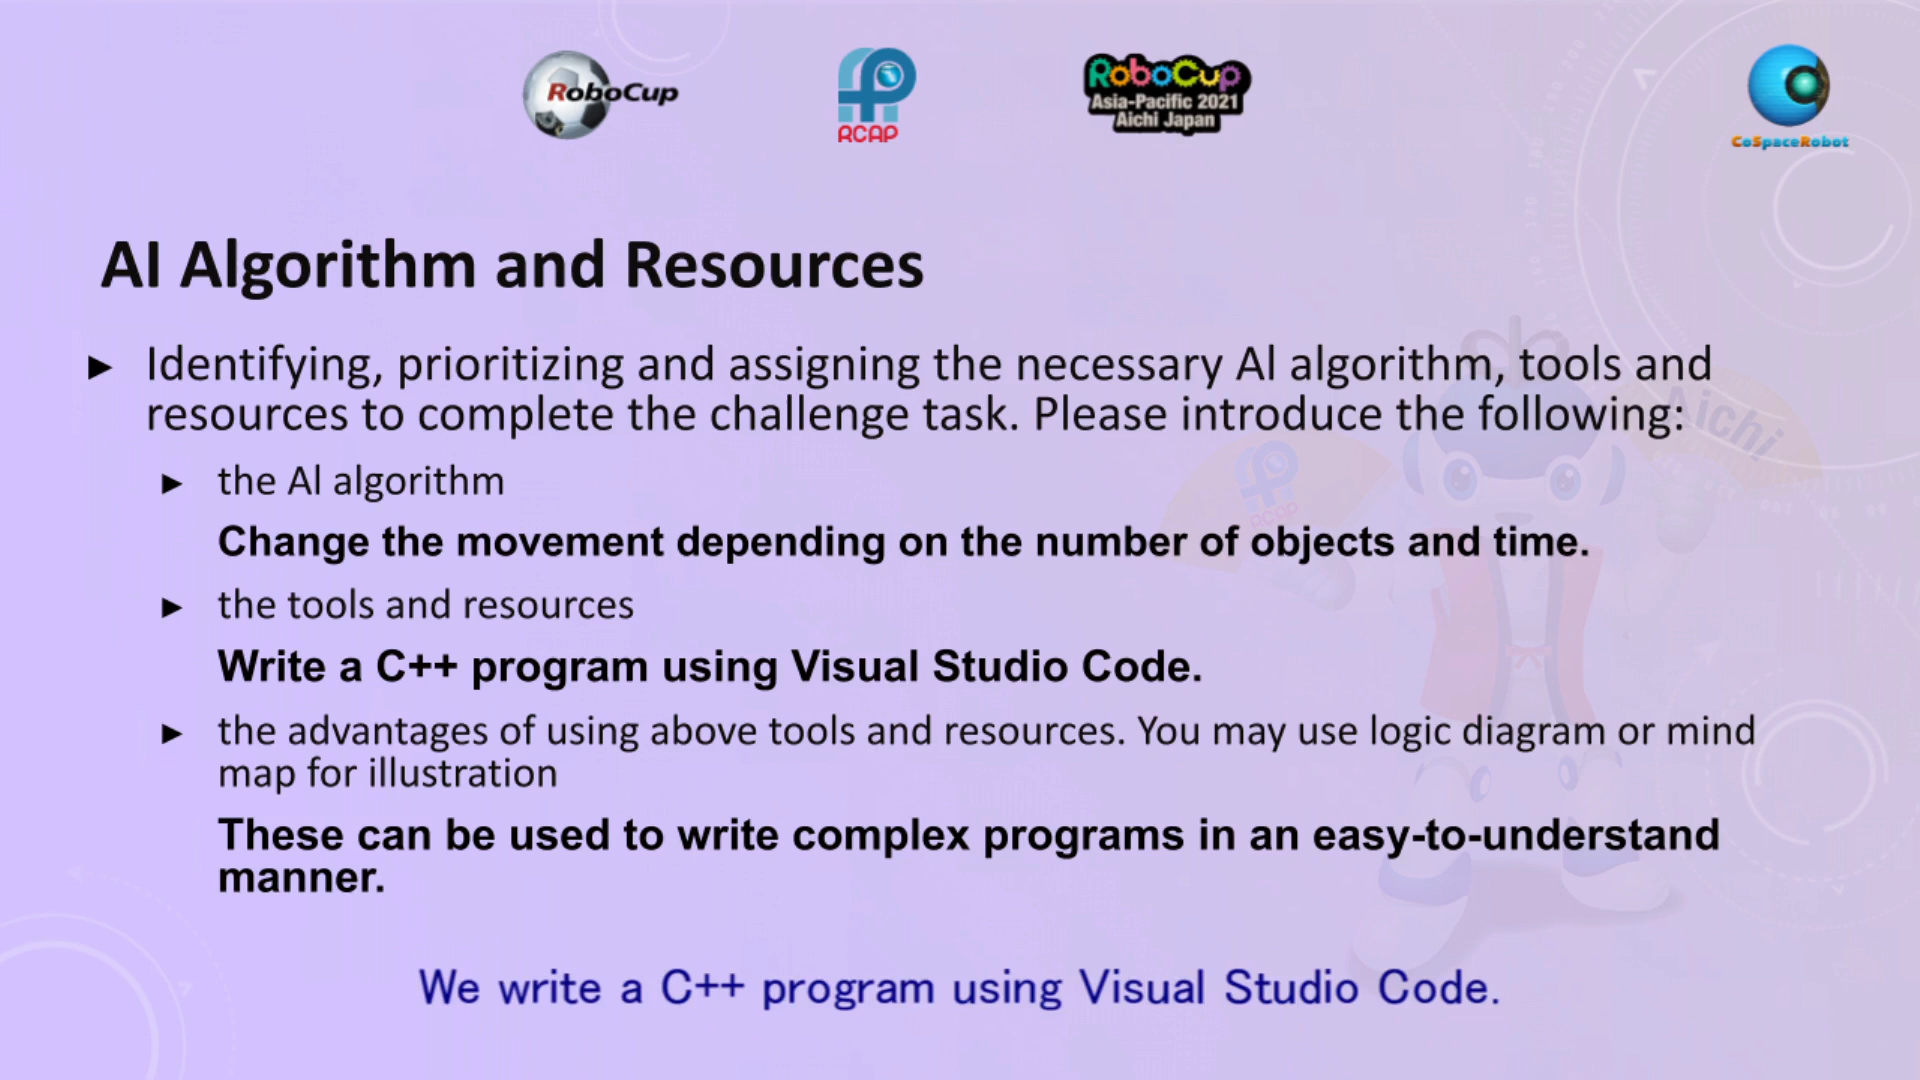 RoboCup
RCAP
RoboCup
Asia-Pacific 2021
Aichi Japan
CoSpaceRobot
AI Algorithm and Resources
► Identifying, prioritizing and assigning the necessary AI algorithm, tools and
resources to complete the challenge task. Please introduce the following:
Aichi
RCAP
► the AI algorithm
Change the movement depending on the number of objects and time.
► the tools and resources
Write a C++ program using Visual Studio Code.
► the advantages of using above tools and resources. You may use logic diagram or mind
map for illustration
These can be used to write complex programs in an easy-to-understand
manner.
We write a C++ program using Visual Studio Code.